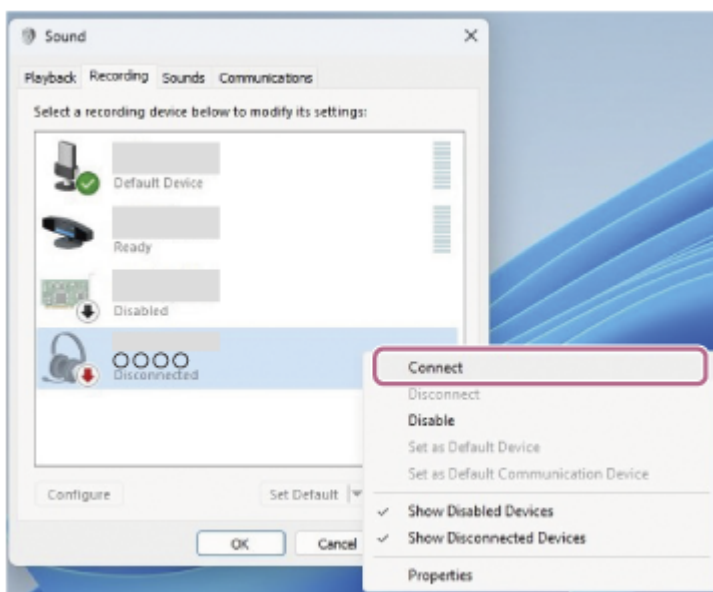 Sound
Playback Recording Sounds Communications
Select a recording device below to modify its settings:
Default Device
Ready
Disabled
○○○○
Disconnected
Connect
Disconnect
Disable
Set as Default Device
Set as Default Communication Device
Show Disabled Devices
Show Disconnected Devices
Properties
Configure
Set Default
OK
Cancel